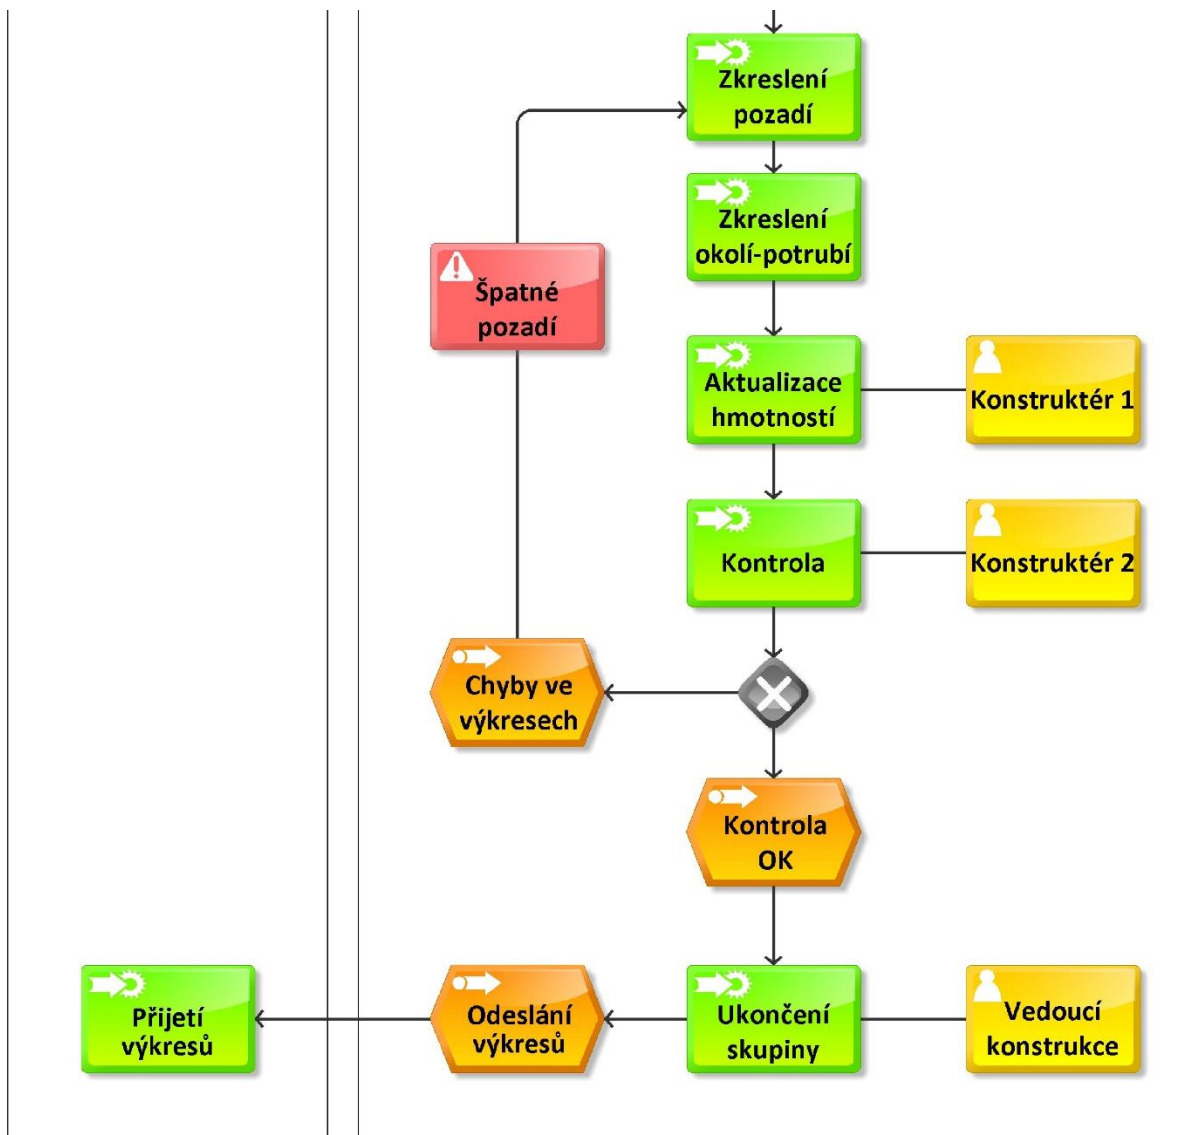 Zkreslení
pozadí
Zkreslení
okolí-potrubí
Špatné
pozadí
Aktualizace
hmotností
Konstruktér 1
Kontrola
Konstruktér 2
Chyby ve
výkresech
Kontrola
OK
Přijetí
výkresů
Odeslání
výkresů
Ukončení
skupiny
Vedoucí
konstrukce